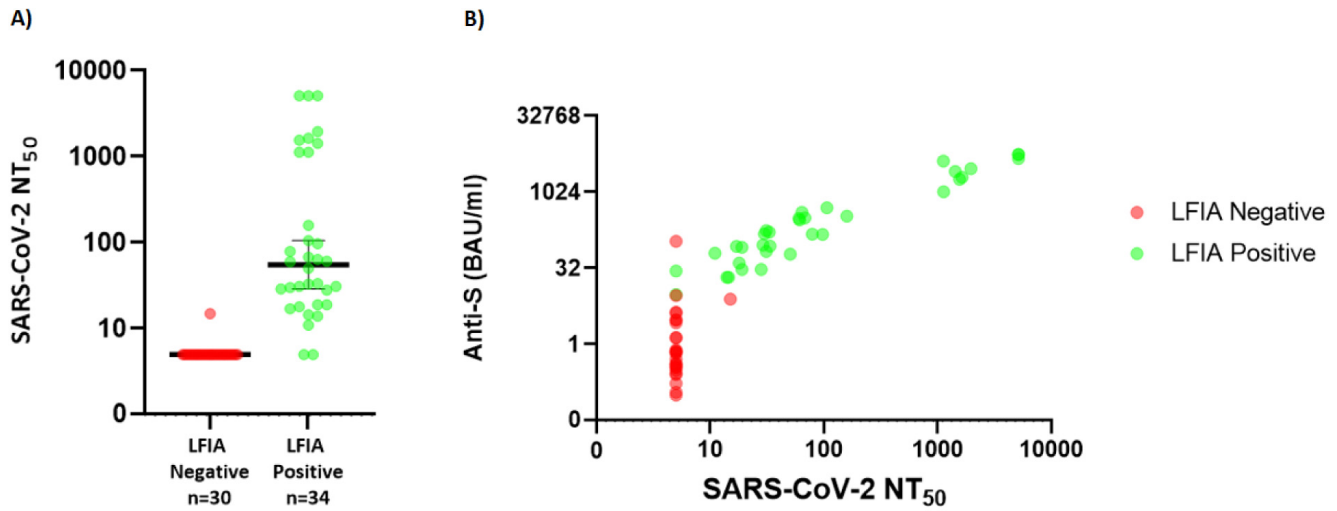 A)
SARS-CoV-2 NT50
10000
1000
100
10
0
LFIA
Negative
n=30
LFIA
Positive
n=34
B)
Anti-S (BAU/ml)
32768
1024
32
1
0
0
10
100
1000
10000
SARS-CoV-2 NT50
LFIA Negative
LFIA Positive